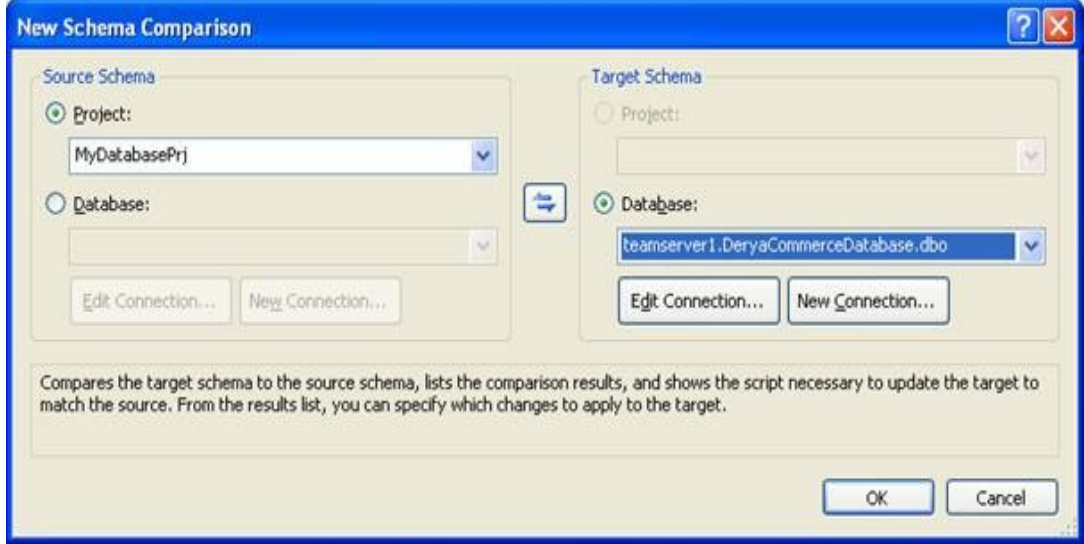 New Schema Comparison
Source Schema
Project:
MyDatabasePrj
Database:
Edit Connection...
New Connection...
Target Schema
Project:
Database:
teamserver1.DeryaCommerceDatabase.dbo
Edit Connection...
New Connection...
Compares the target schema to the source schema, lists the comparison results, and shows the script necessary to update the target to
match the source. From the results list, you can specify which changes to apply to the target.
OK
Cancel